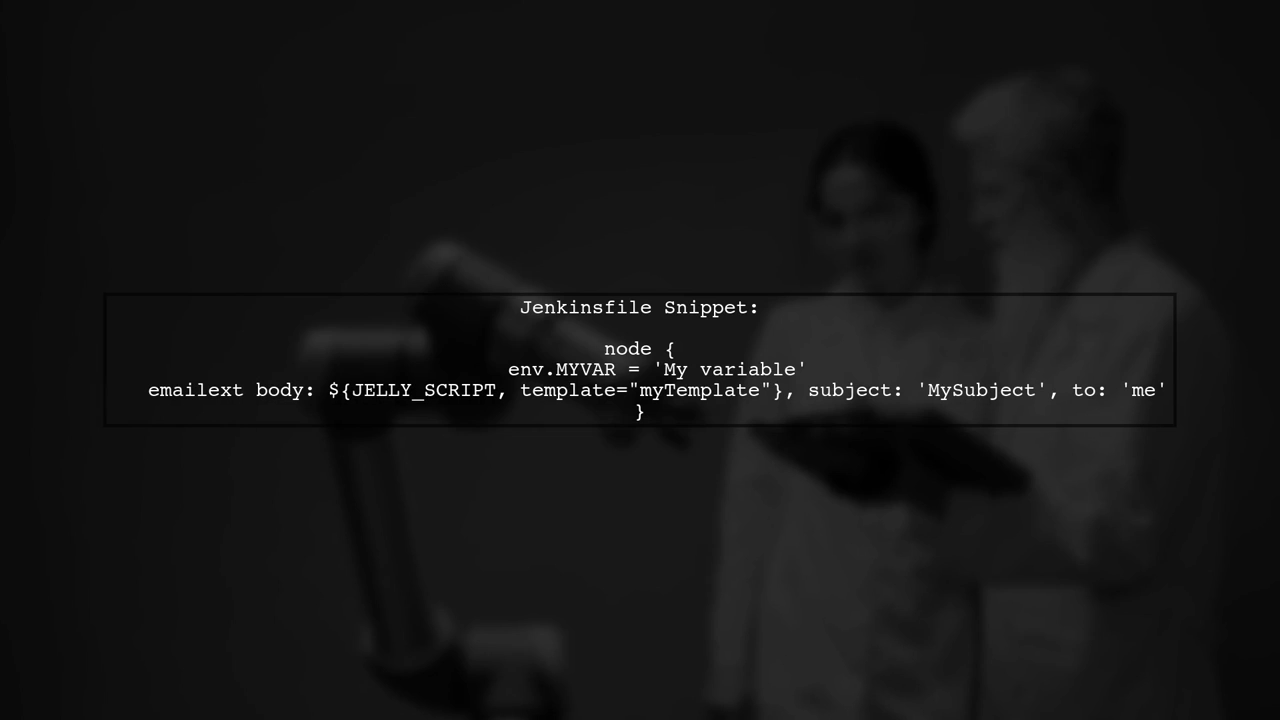 Jenkinsfile Snippet:
node {
env.MYVAR = 'My variable'
emailext body: ${JELLY_SCRIPT, template="myTemplate"}, subject: 'MySubject', to: 'me'
}